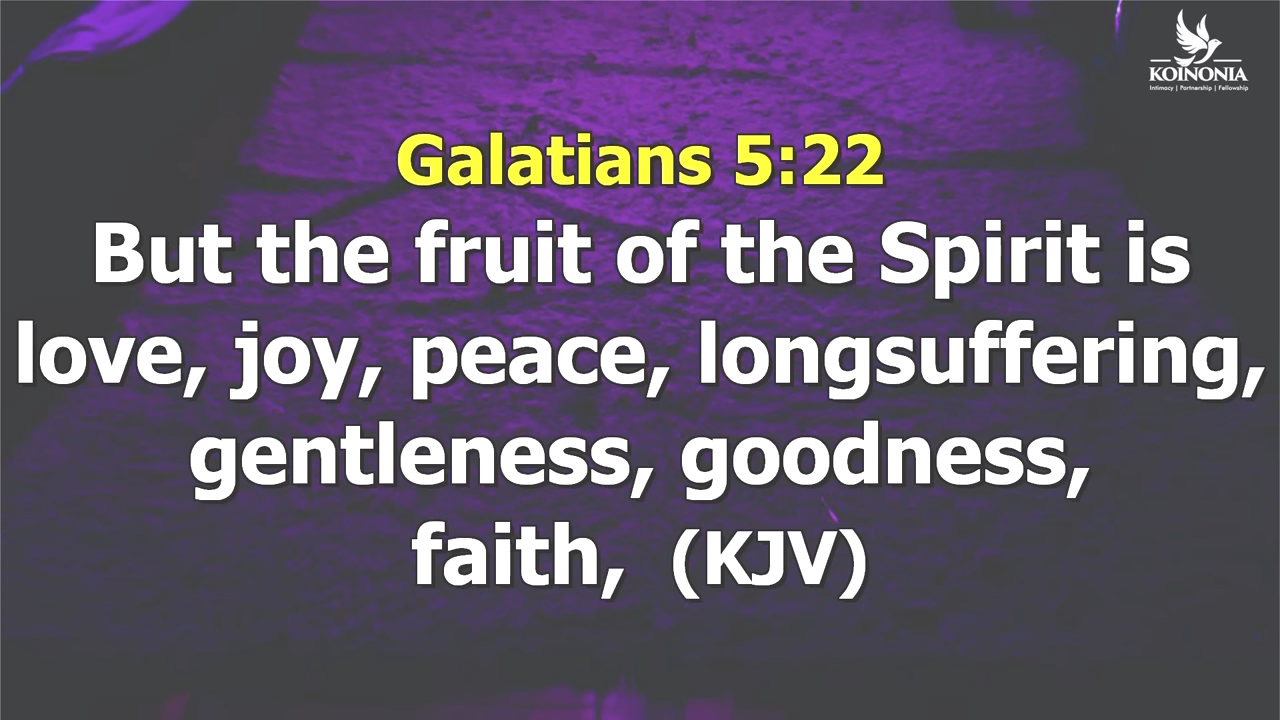 KOINONIA
Intimacy | Partnership | Fellowship
Galatians 5:22
But the fruit of the Spirit is
love, joy, peace, longsuffering,
gentleness, goodness,
faith, (KJV)